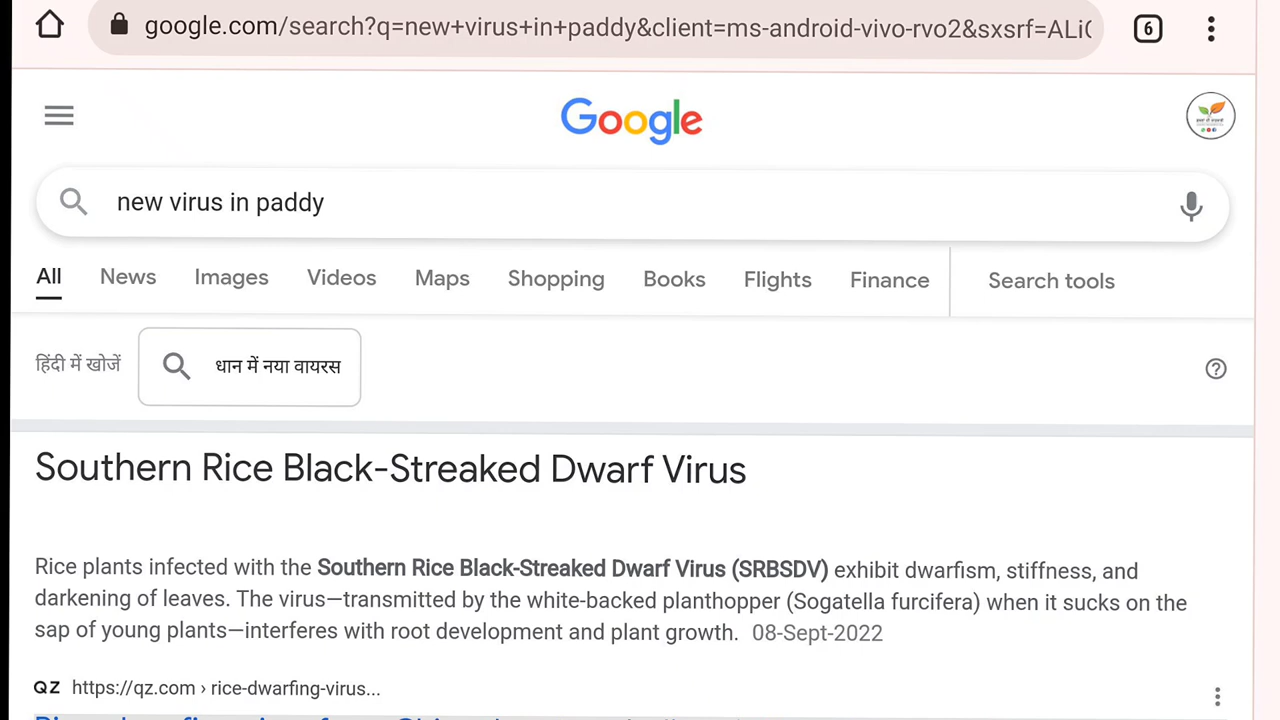 google.com/search?q=new+virus+in+paddy&client=ms-android-vivo-rvo2&sxsrf=ALi
6
Google
new virus in paddy
All News Images Videos Maps Shopping Books Flights Finance Search tools
हिंदी में खोजें धान में नया वायरस
Southern Rice Black-Streaked Dwarf Virus
Rice plants infected with the Southern Rice Black-Streaked Dwarf Virus (SRBSDV) exhibit dwarfism, stiffness, and
darkening of leaves. The virus—transmitted by the white-backed planthopper (Sogatella furcifera) when it sucks on the
sap of young plants—interferes with root development and plant growth. 08-Sept-2022
QZ https://qz.com › rice-dwarfing-virus...